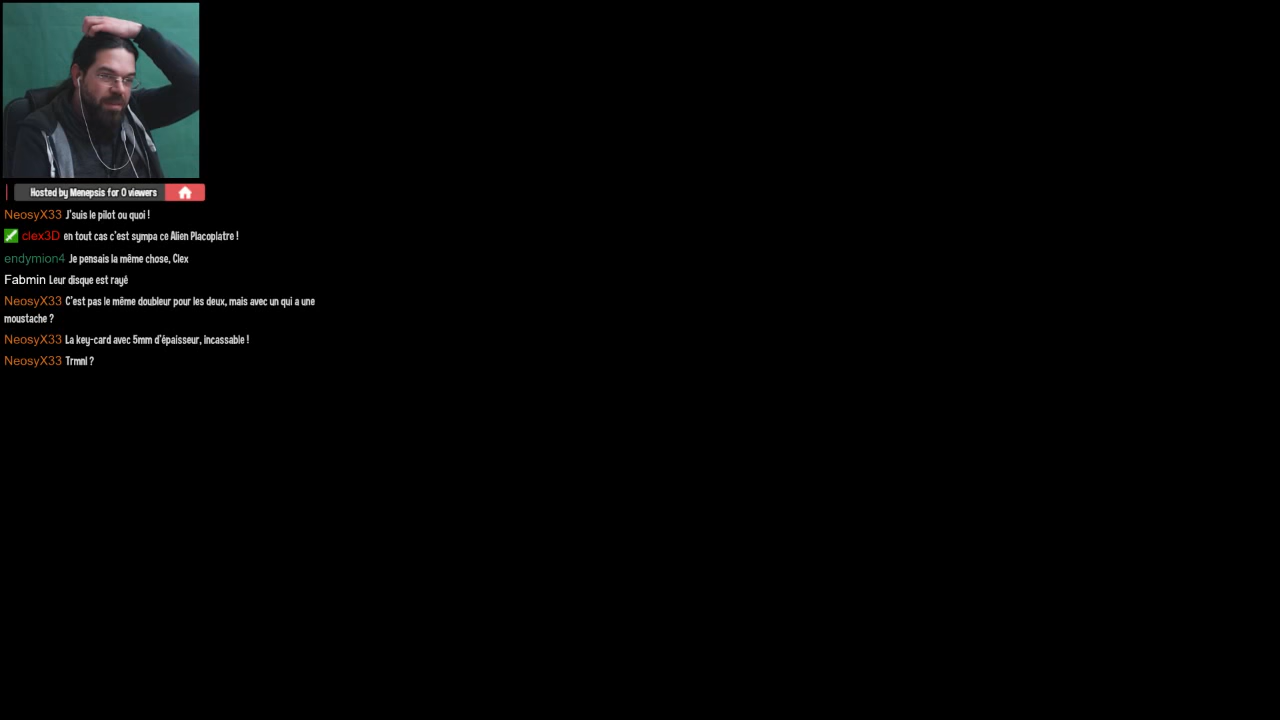 Hosted by Menepsis for 0 viewers
NeosyX33 J'suis le pilot ou quoi !
clex3D en tout cas c'est sympa ce Alien Placoplatre !
endymion4 Je pensais la même chose, Clex
Fabmin Leur disque est rayé
NeosyX33 C'est pas le même doubleur pour les deux, mais avec un qui a une
moustache ?
NeosyX33 La key-card avec 5mm d'épaisseur, incassable !
NeosyX33 Trmnl ?